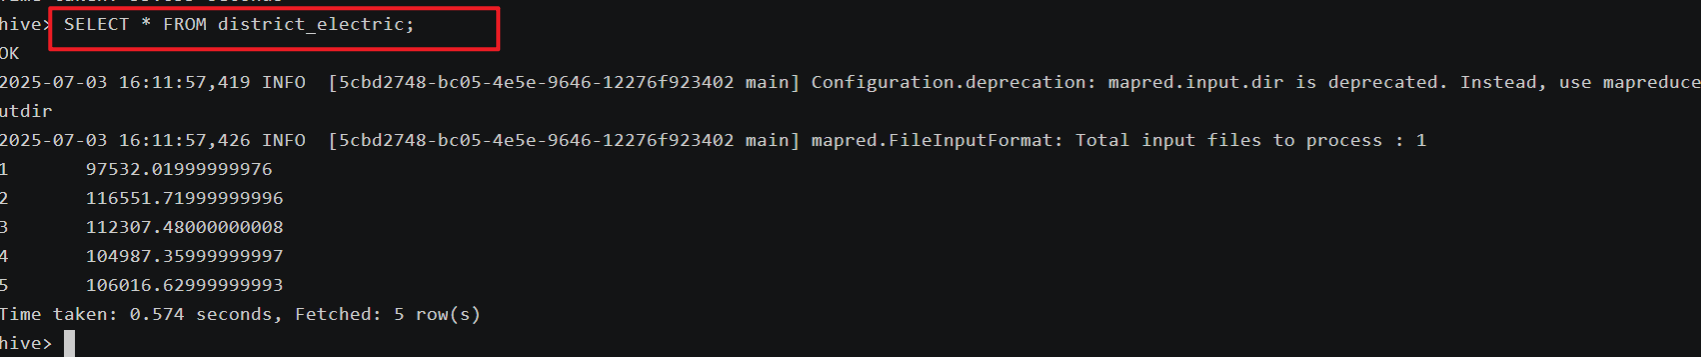 hive> SELECT * FROM district_electric;
OK
2025-07-03 16:11:57,419 INFO  [5cbd2748-bc05-4e5e-9646-12276f923402 main] Configuration.deprecation: mapred.input.dir is deprecated. Instead, use mapreduce
utdir
2025-07-03 16:11:57,426 INFO  [5cbd2748-bc05-4e5e-9646-12276f923402 main] mapred.FileInputFormat: Total input files to process : 1
1       97532.01999999976
2       116551.71999999996
3       112307.48000000008
4       104987.35999999997
5       106016.62999999993
Time taken: 0.574 seconds, Fetched: 5 row(s)
hive>